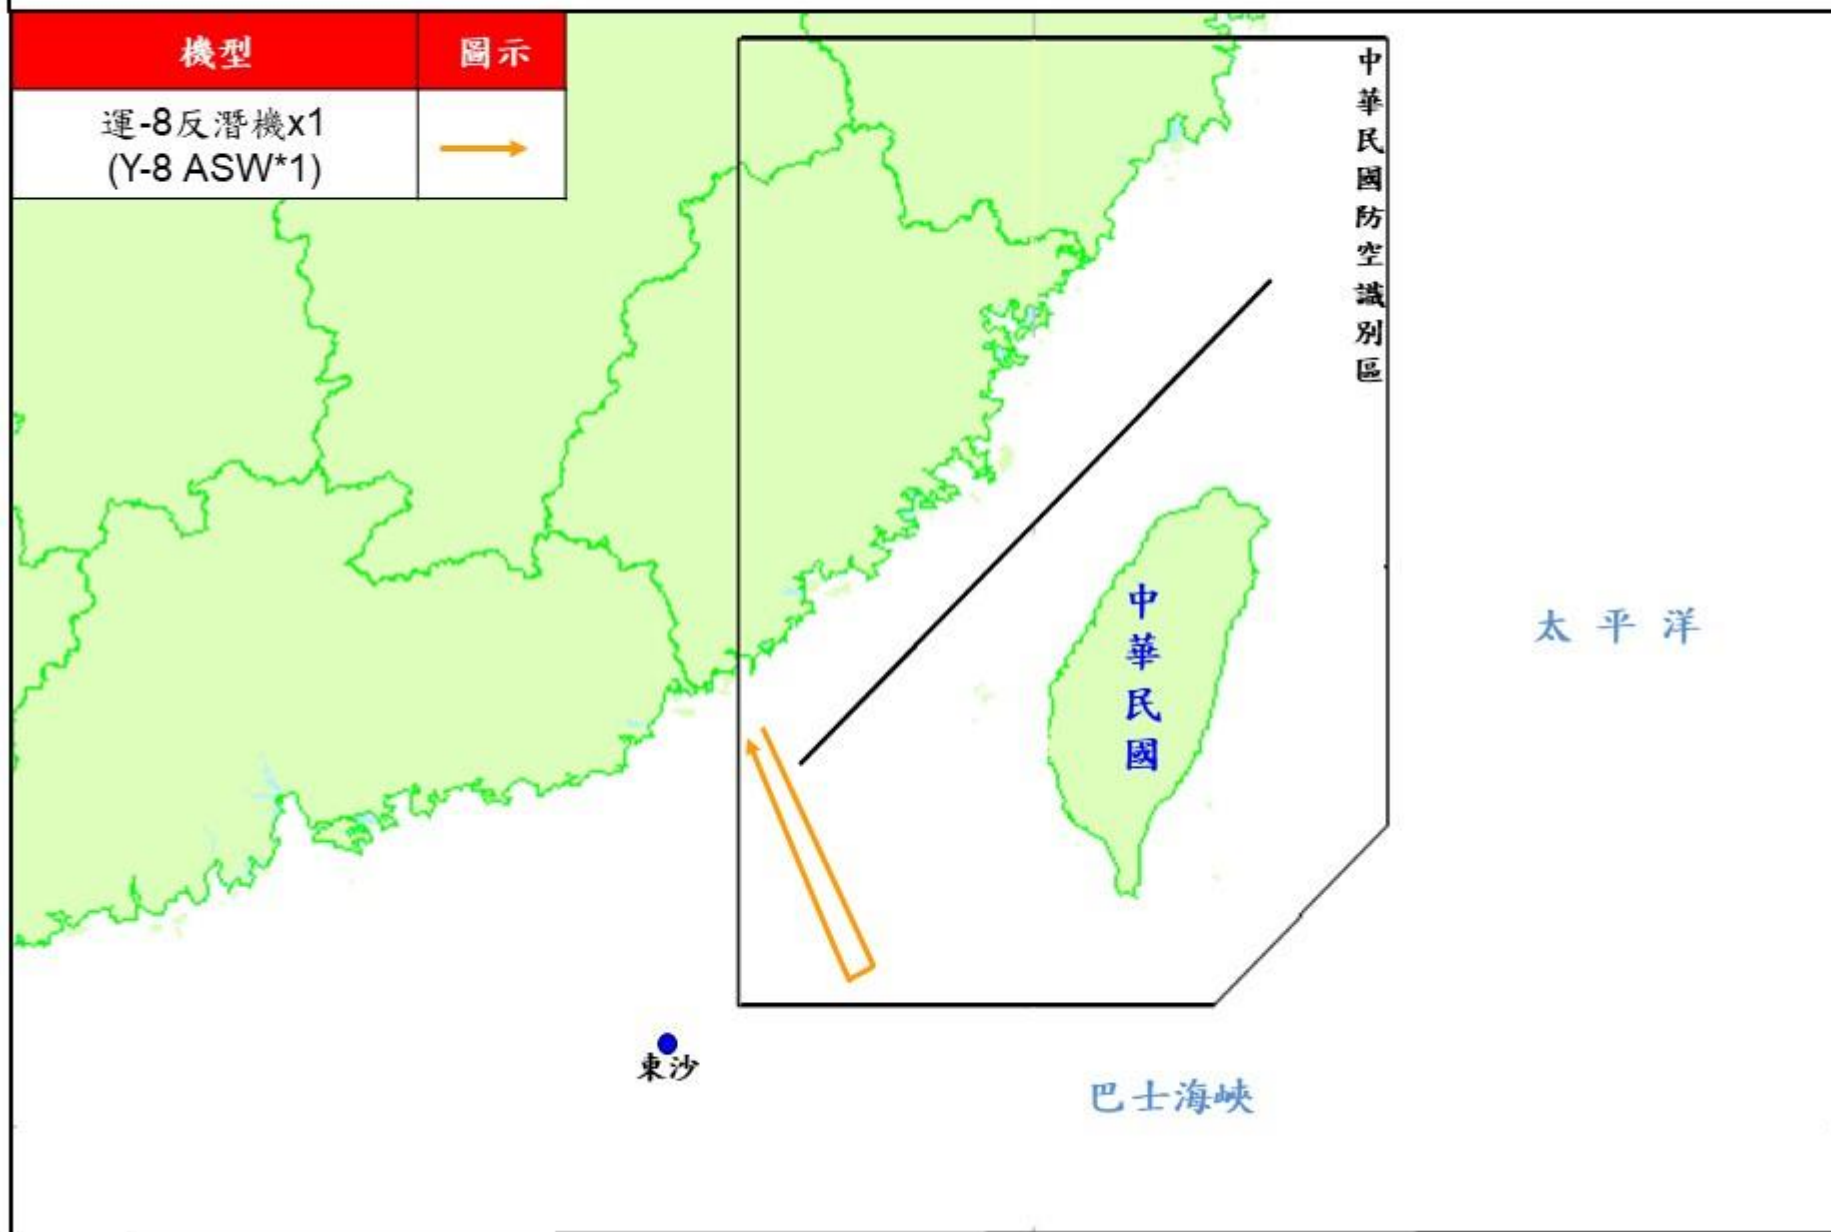 機型 圖示
運-8反潛機x1
(Y-8 ASW*1)
中華民國防空識別區
中華民國
太平洋
東沙
巴士海峽